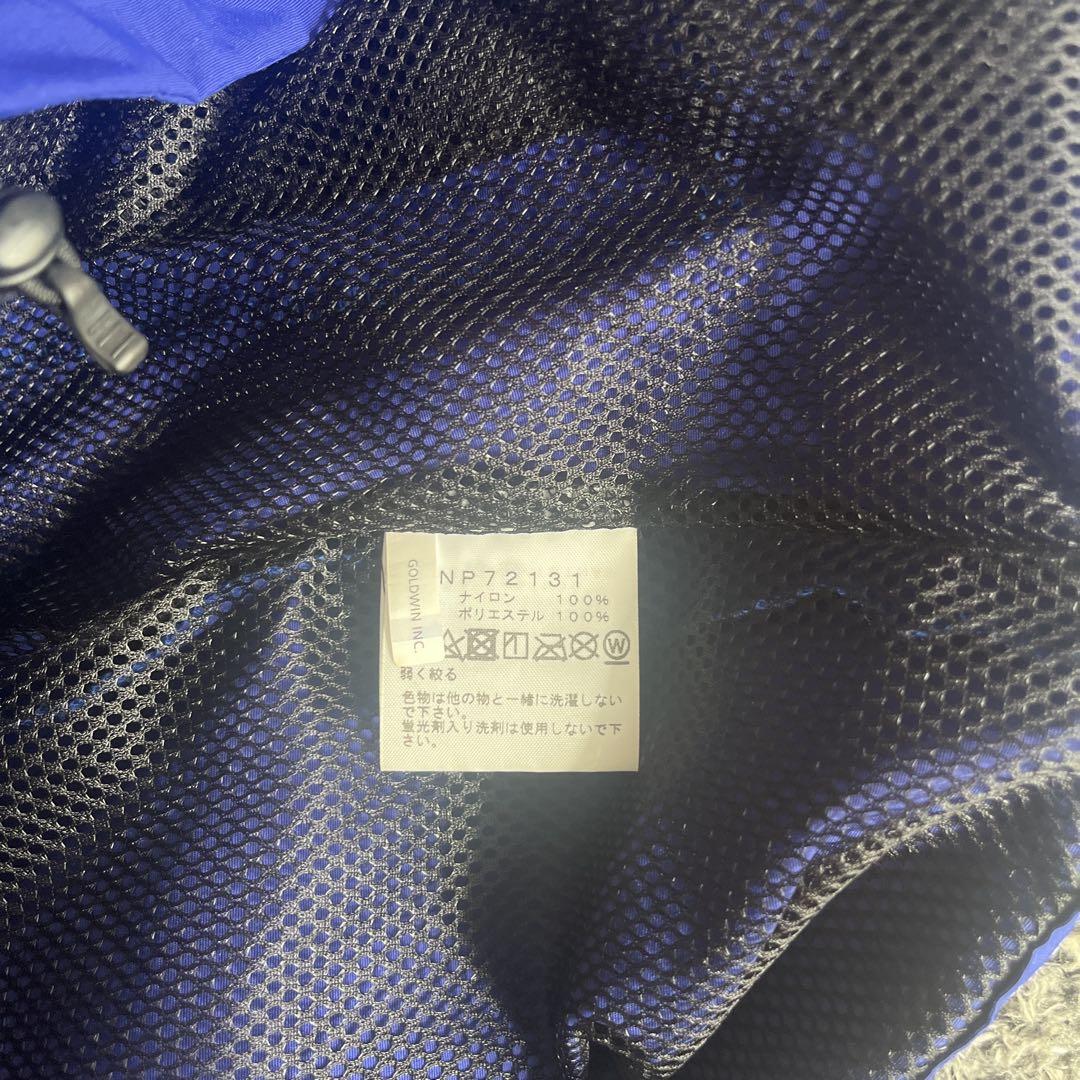 GOLDWIN INC.
NP72131
ナイロン 100%
ポリエステル 100%
W
弱く絞る
色物は他の物と一緒に洗濯しない
で下さい。
蛍光剤入り洗剤は使用しないで下
さい。